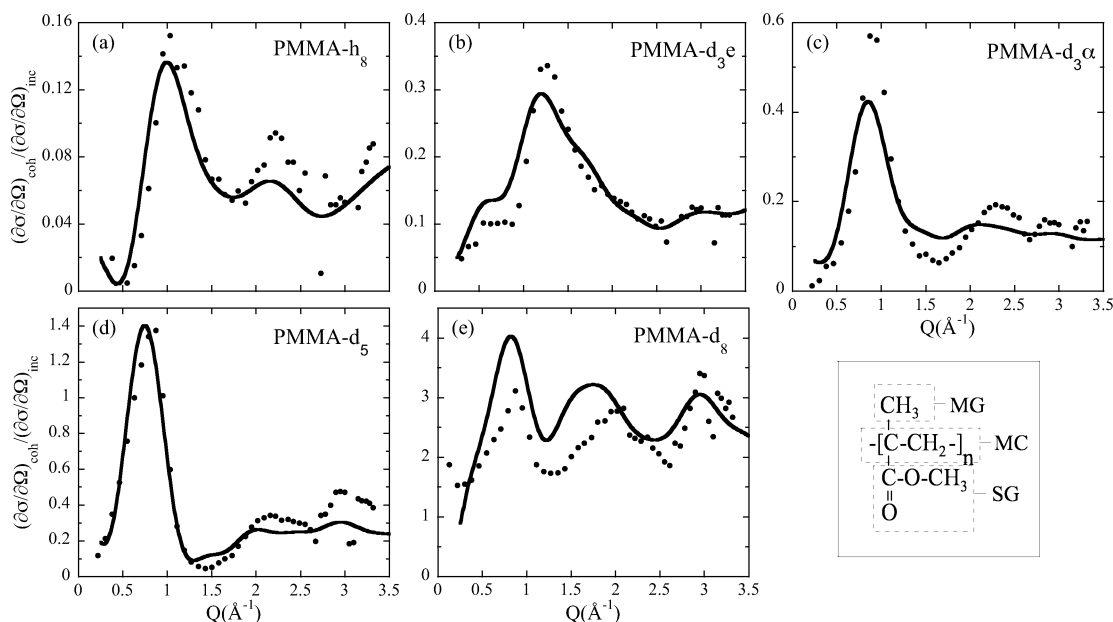 (a) PMMA-h8
(∂σ/∂Ω)coh/(∂σ/∂Ω)inc
0.16
0.12
0.08
0.04
0
(b) PMMA-d3e
0.4
0.3
0.2
0.1
0
(c) PMMA-d3α
0.6
0.4
0.2
0
0 0.5 1 1.5 2 2.5 3 3.5
Q(Å-1)
(d) PMMA-d5
(∂σ/∂Ω)coh/(∂σ/∂Ω)inc
1.4
1.2
1
0.8
0.6
0.4
0.2
0
0 0.5 1 1.5 2 2.5 3 3.5
Q(Å-1)
(e) PMMA-d8
4
3
2
1
0
0 0.5 1 1.5 2 2.5 3 3.5
Q(Å-1)
CH3 MG
-[C-CH2-]n MC
C-O-CH3 SG
O